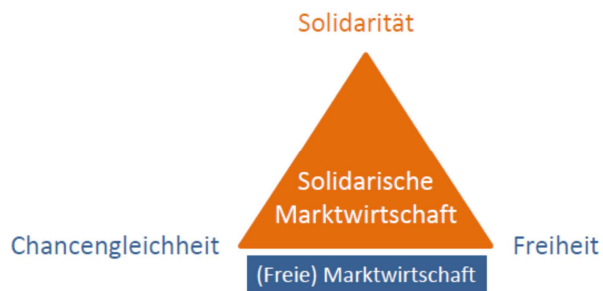 Solidarität
Solidarische
Marktwirtschaft
Chancengleichheit
Freiheit
(Freie) Marktwirtschaft